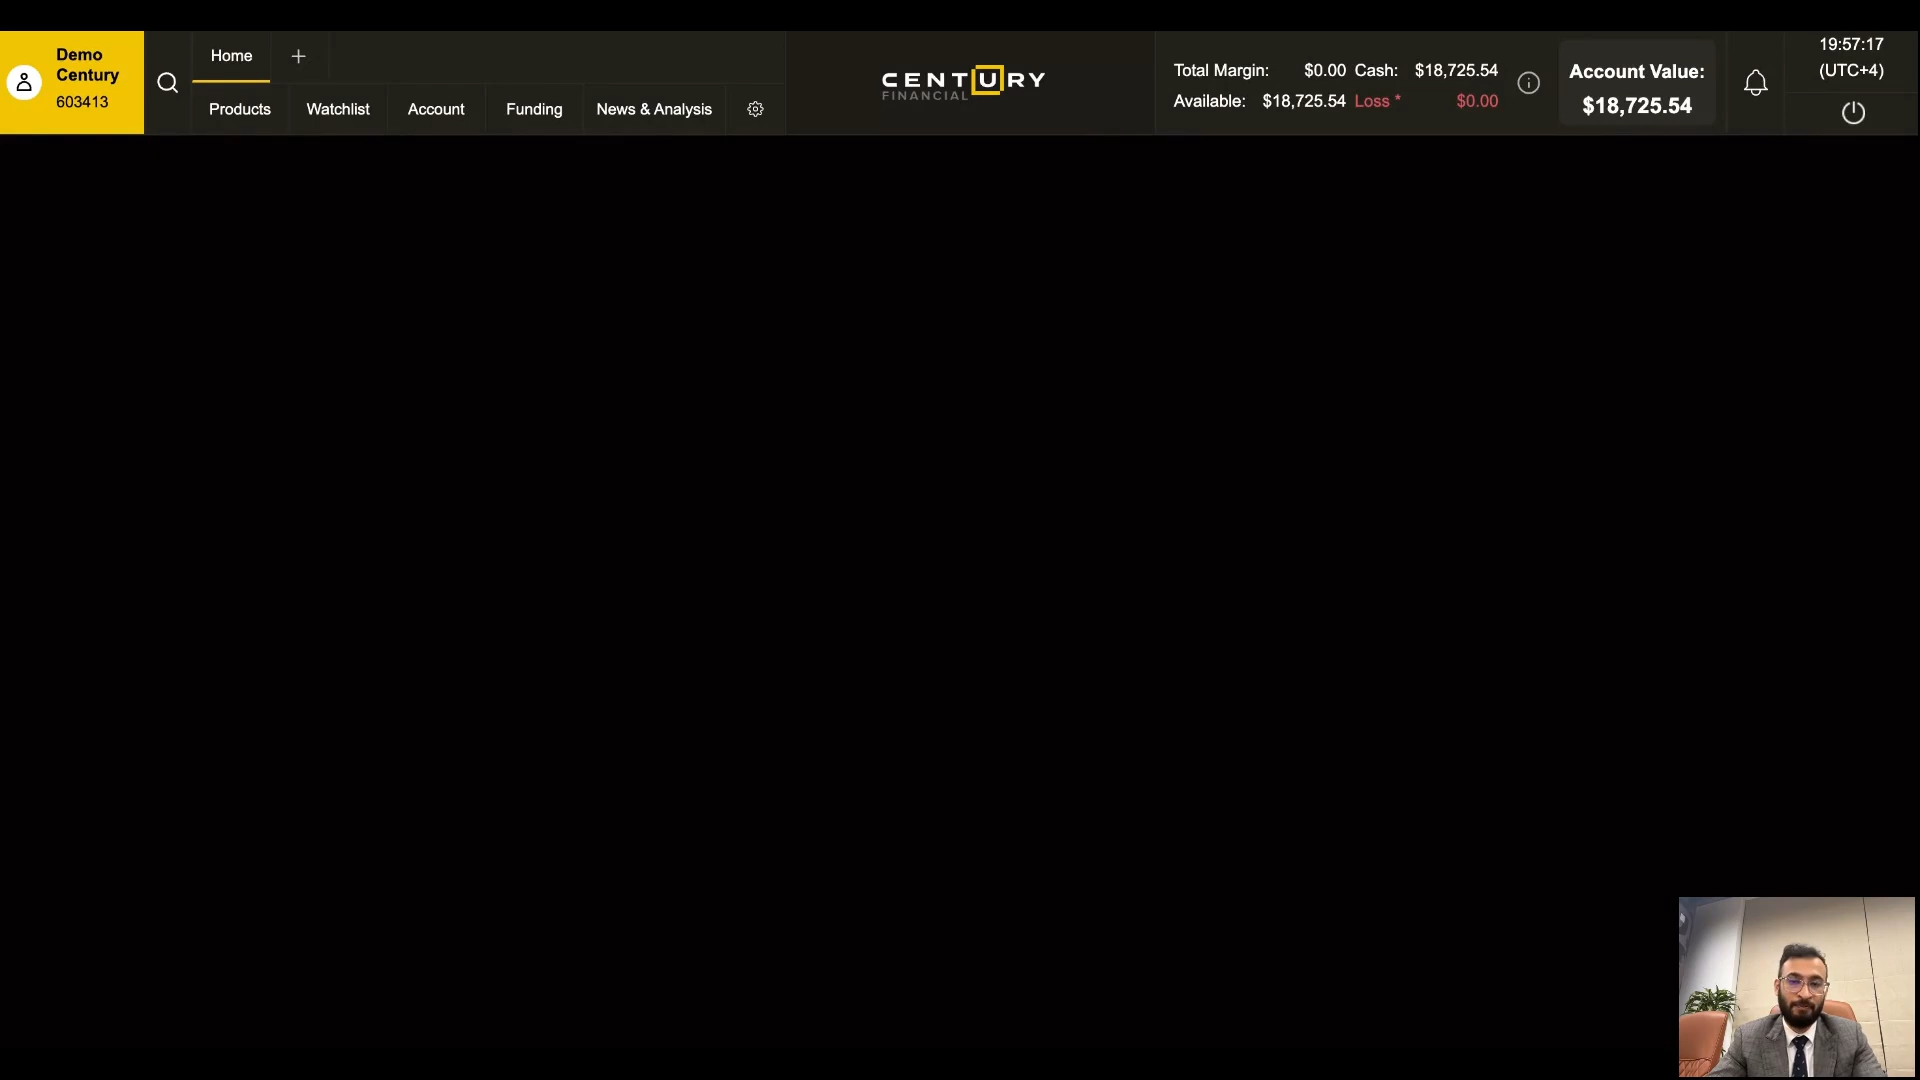 Demo
Century
603413
Home
Products
Watchlist
Account
Funding
News & Analysis
CENTURY
FINANCIAL
Total Margin: $0.00 Cash: $18,725.54
Available: $18,725.54 Loss * $0.00
Account Value:
$18,725.54
19:57:17
(UTC+4)